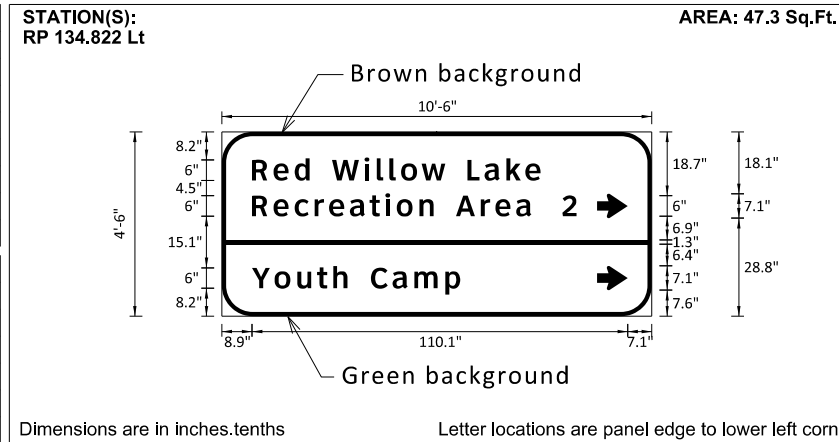 STATION(S):
RP 134.822 Lt
AREA: 47.3 Sq.Ft.
Brown background
10'-6"
4'-6"
8.2"
6"
4.5"
6"
15.1"
6"
8.2"
Red Willow Lake
Recreation Area 2
Youth Camp
18.7"
6"
6.9"
1.3"
6.4"
7.1"
7.6"
18.1"
7.1"
28.8"
8.9"
110.1"
7.1"
Green background
Dimensions are in inches.tenths
Letter locations are panel edge to lower left corn